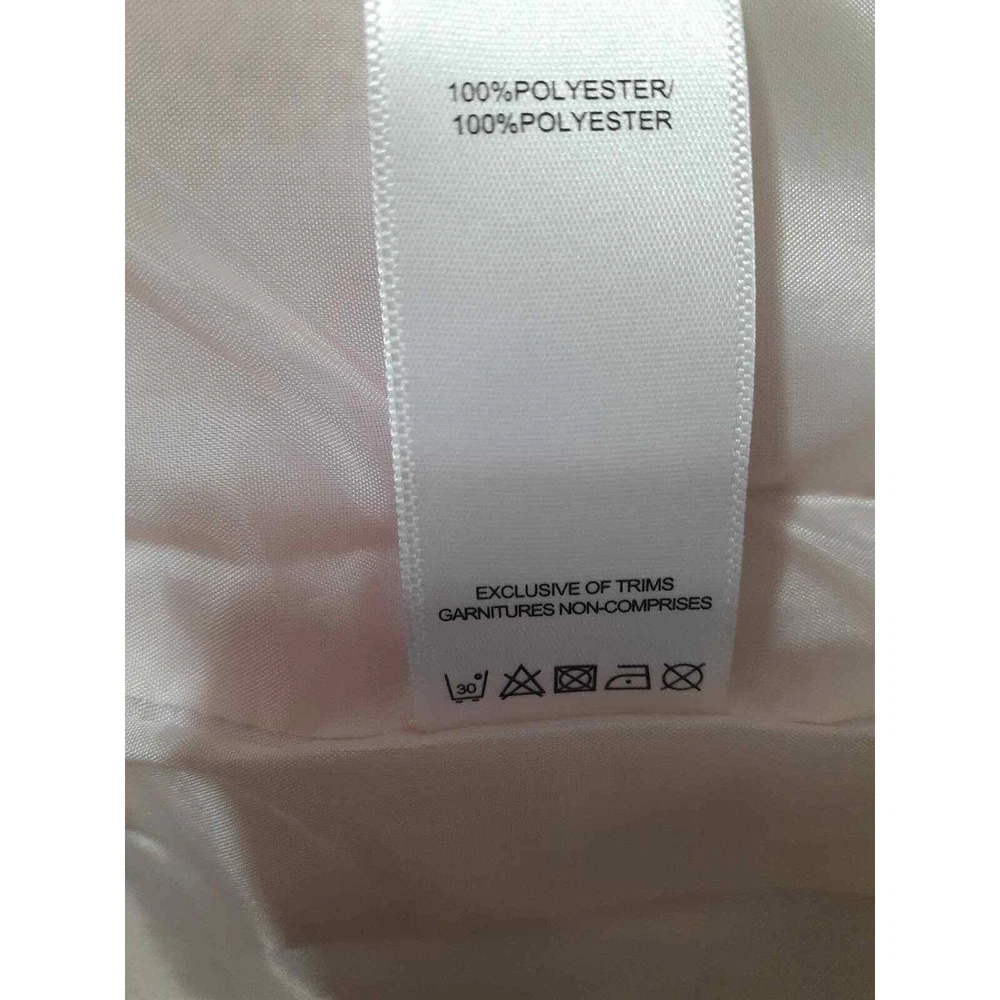 100%POLYESTER/
100%POLYESTER
EXCLUSIVE OF TRIMS
GARNITURES NON-COMPRISES
30°